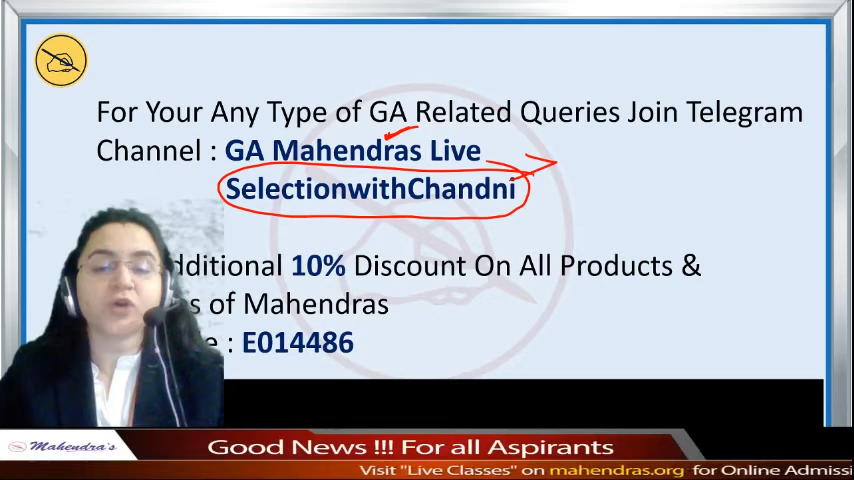 For Your Any Type of GA Related Queries Join Telegram
Channel : GA Mahendras Live
SelectionwithChandni
dditional 10% Discount On All Products &
s of Mahendras
e : E014486
Mahendra's
Good News !!! For all Aspirants
Visit "Live Classes" on mahendras.org for Online Admissi